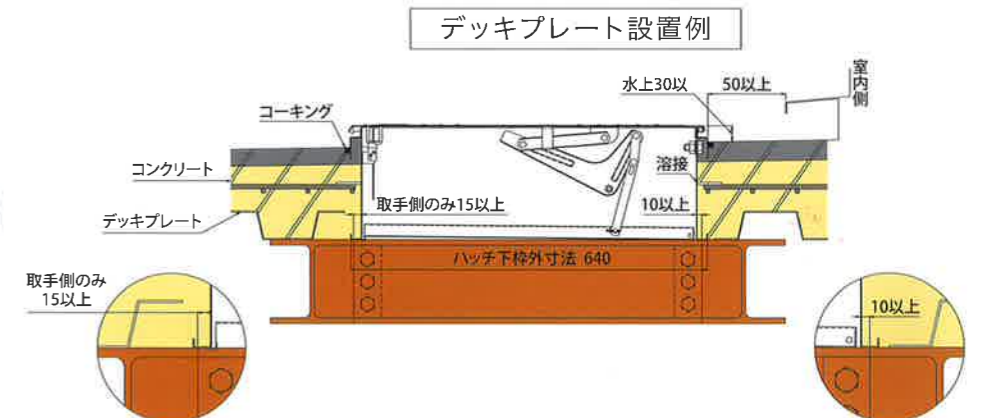 デッキプレート設置例
水上30以
50以上
室内側
コーキング
コンクリート
溶接
取手側のみ15以上
10以上
デッキプレート
ハッチ下枠外寸法 640
取手側のみ
15以上
10以上